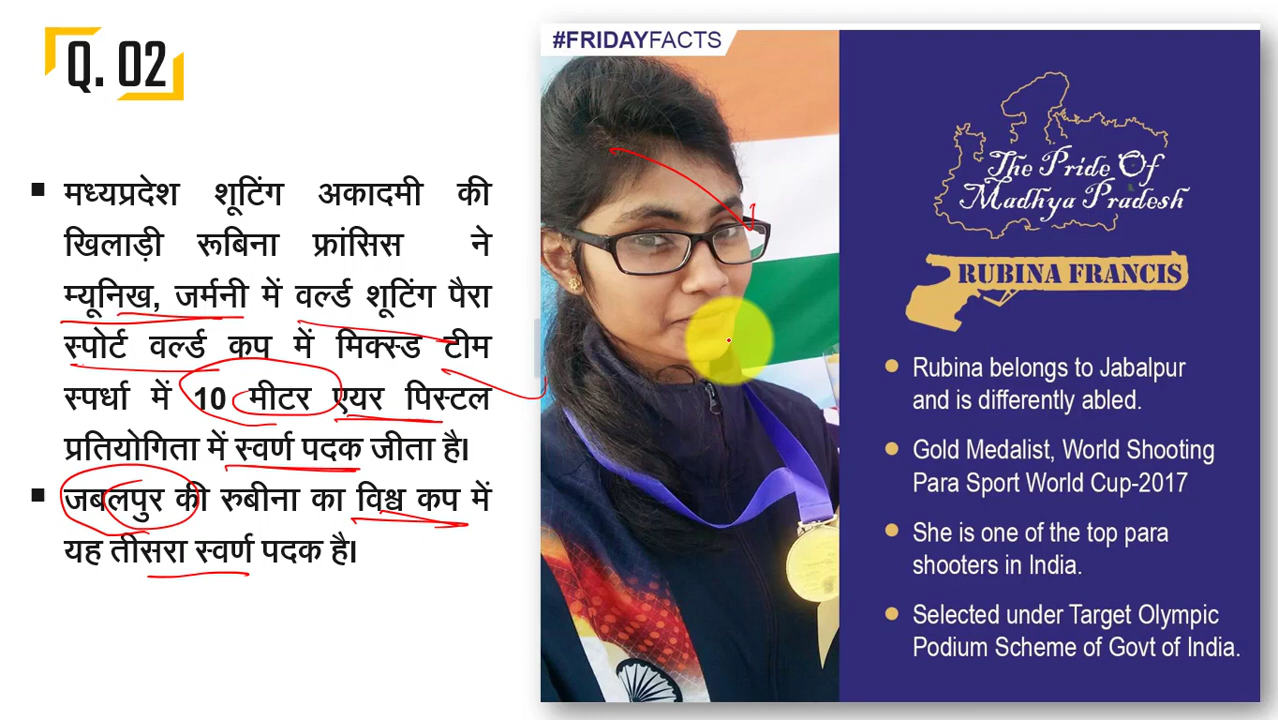 Q. 02
मध्यप्रदेश शूटिंग अकादमी की
खिलाड़ी रूबिना फ्रांसिस ने
म्यूनिख, जर्मनी में वर्ल्ड शूटिंग पैरा
स्पोर्ट वर्ल्ड कप में मिक्स्ड टीम
स्पर्धा में 10 मीटर एयर पिस्टल
प्रतियोगिता में स्वर्ण पदक जीता है।
जबलपुर की रुबीना का विश्व कप में
यह तीसरा स्वर्ण पदक है।
#FRIDAYFACTS
The Pride Of
Madhya Pradesh
RUBINA FRANCIS
Rubina belongs to Jabalpur
and is differently abled.
Gold Medalist, World Shooting
Para Sport World Cup-2017
She is one of the top para
shooters in India.
Selected under Target Olympic
Podium Scheme of Govt of India.